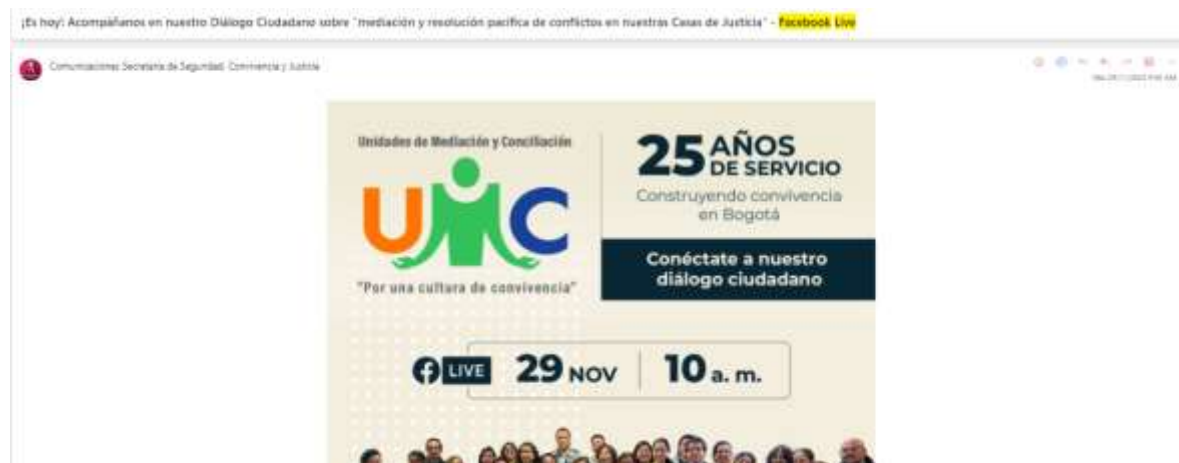 ¡Es hoy! Acompáñanos en nuestro Diálogo Ciudadano sobre "mediación y resolución pacífica de conflictos en nuestras Casas de Justicia" - Facebook Live
Comunicaciones Secretaría de Seguridad, Convivencia y Justicia
Unidades de Mediación y Conciliación
UMC
"Por una cultura de convivencia"
25 AÑOS
DE SERVICIO
Construyendo convivencia
en Bogotá
Conéctate a nuestro
diálogo ciudadano
LIVE 29 NOV 10 a. m.